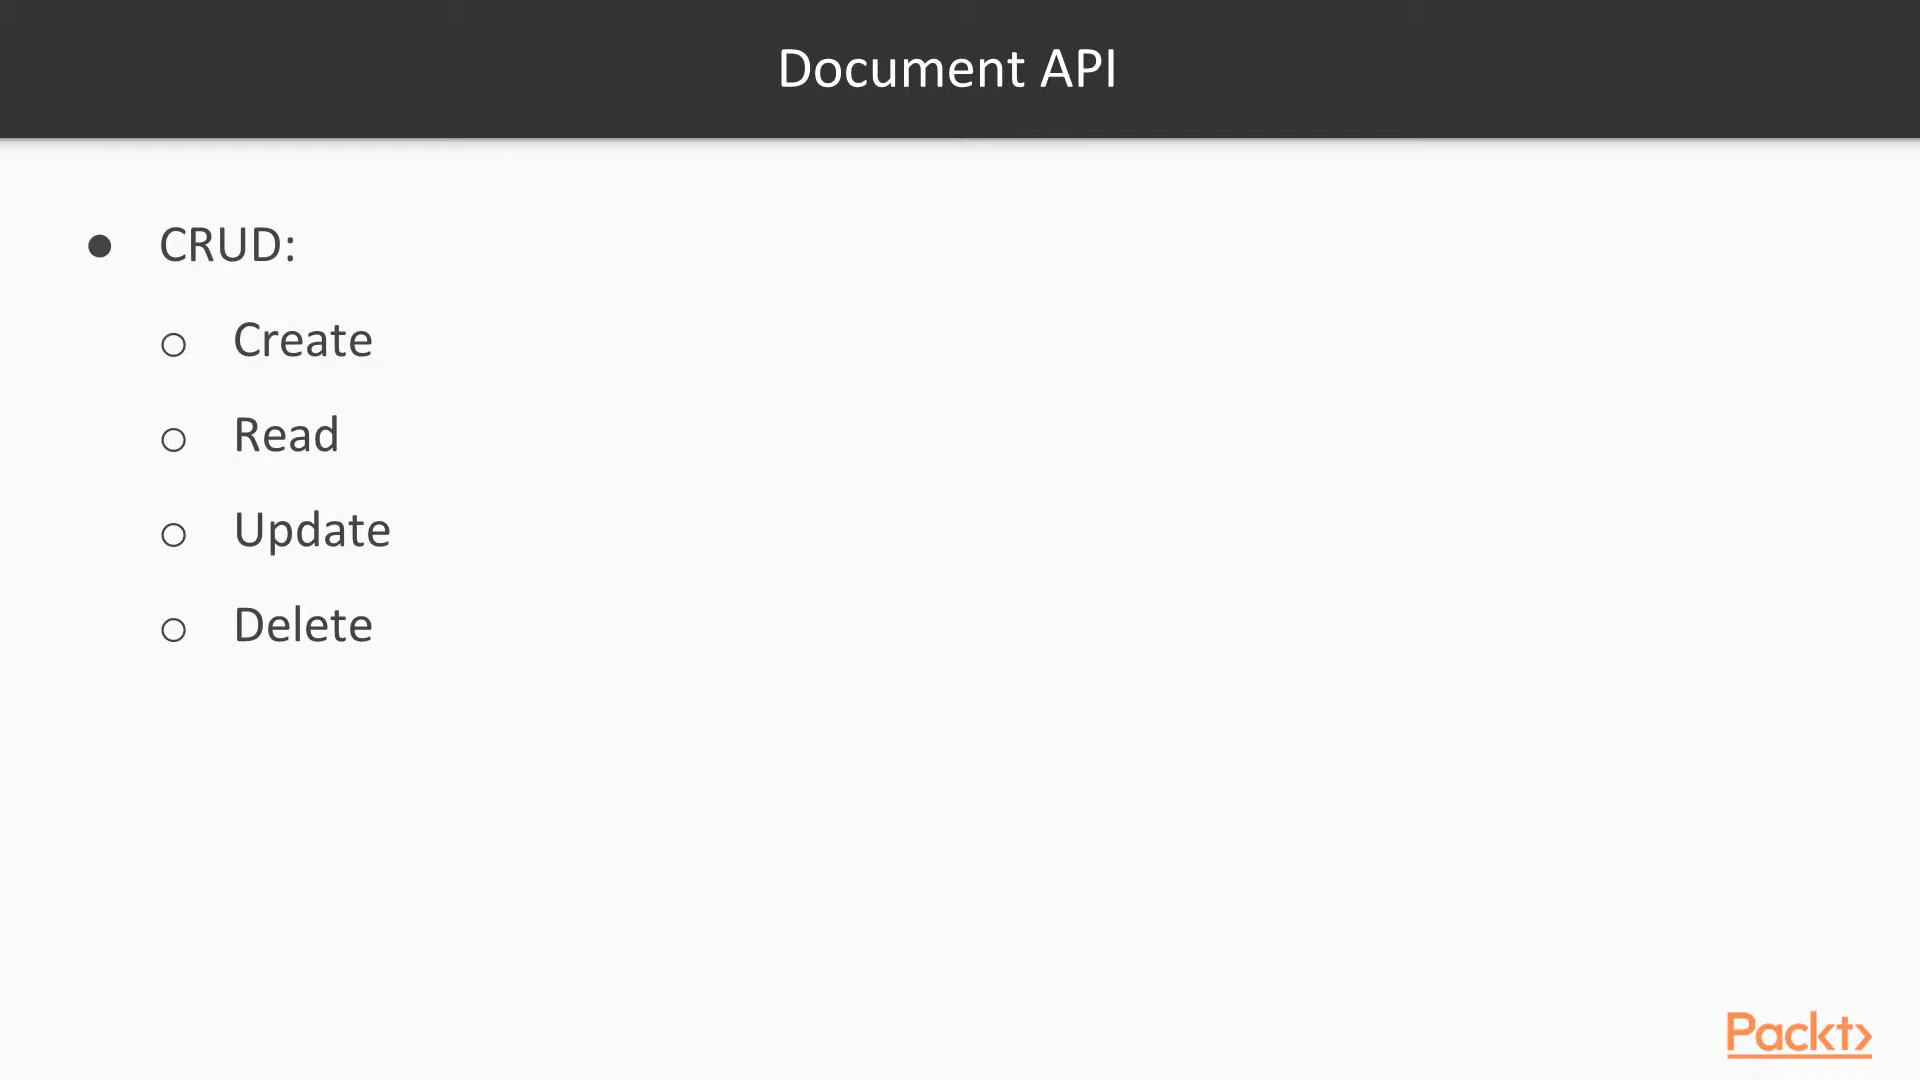 Document API
● CRUD:
○ Create
○ Read
○ Update
○ Delete
Packt>